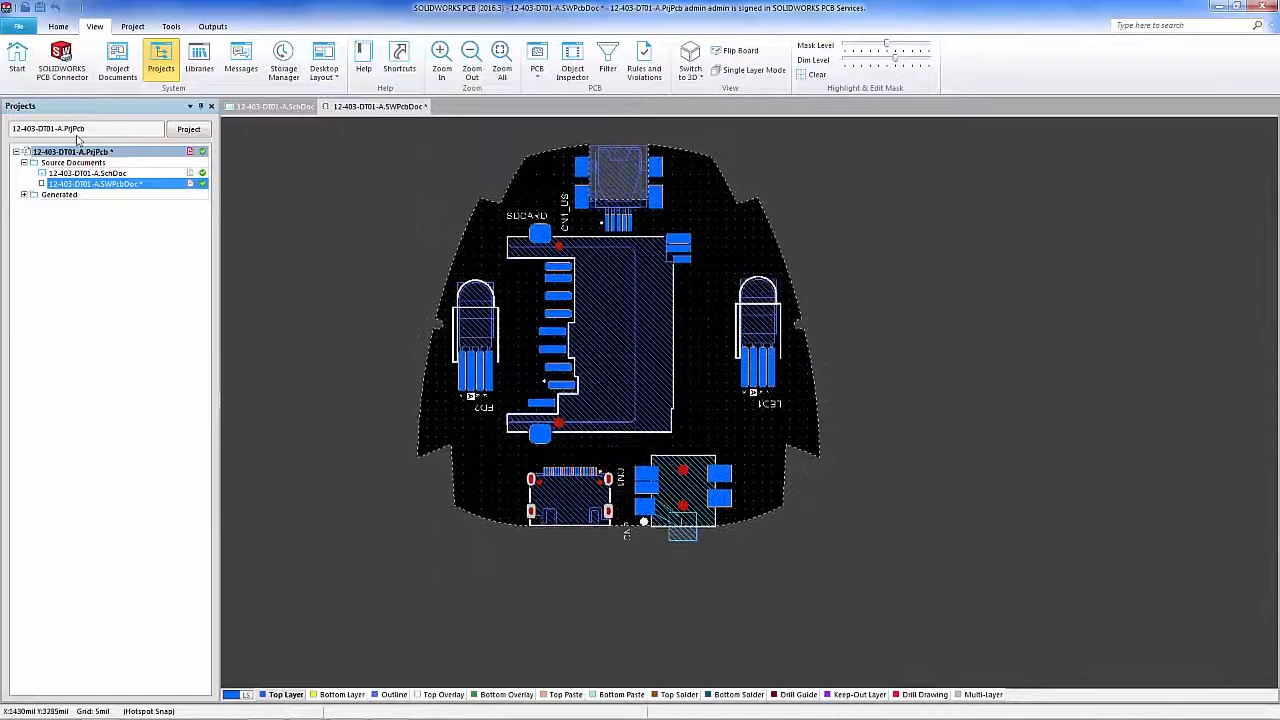 SOLIDWORKS PCB (2016.3) - 12-403-DT01-A.SWPcbDoc * - 12-403-DT01-A.PrjPcb admin admin is signed in SOLIDWORKS PCB Services.
File Home View Project Tools Outputs
Type here to search
Start
SOLIDWORKS PCB Connector
Project Documents
Projects
Libraries
Messages
Storage Manager
Desktop Layout
Help
Shortcuts
Zoom In
Zoom Out
Zoom All
PCB
Object Inspector
Filter
Rules and Violations
Switch to 3D
Flip Board
Single Layer Mode
Mask Level
Dim Level
Clear
System
Help
Zoom
PCB
View
Highlight & Edit Mask
Projects
12-403-DT01-A.SchDoc
12-403-DT01-A.SWPcbDoc *
12-403-DT01-A.PrjPcb
Project
12-403-DT01-A.PrjPcb *
Source Documents
12-403-DT01-A.SchDoc
12-403-DT01-A.SWPcbDoc *
Generated
SDCARD
A
A
LED1
CN1
LS Top Layer Bottom Layer Outline Top Overlay Bottom Overlay Top Paste Bottom Paste Top Solder Bottom Solder Drill Guide Keep-Out Layer Drill Drawing Multi-Layer
X:1430mil Y:3285mil Grid: 5mil (Hotspot Snap)